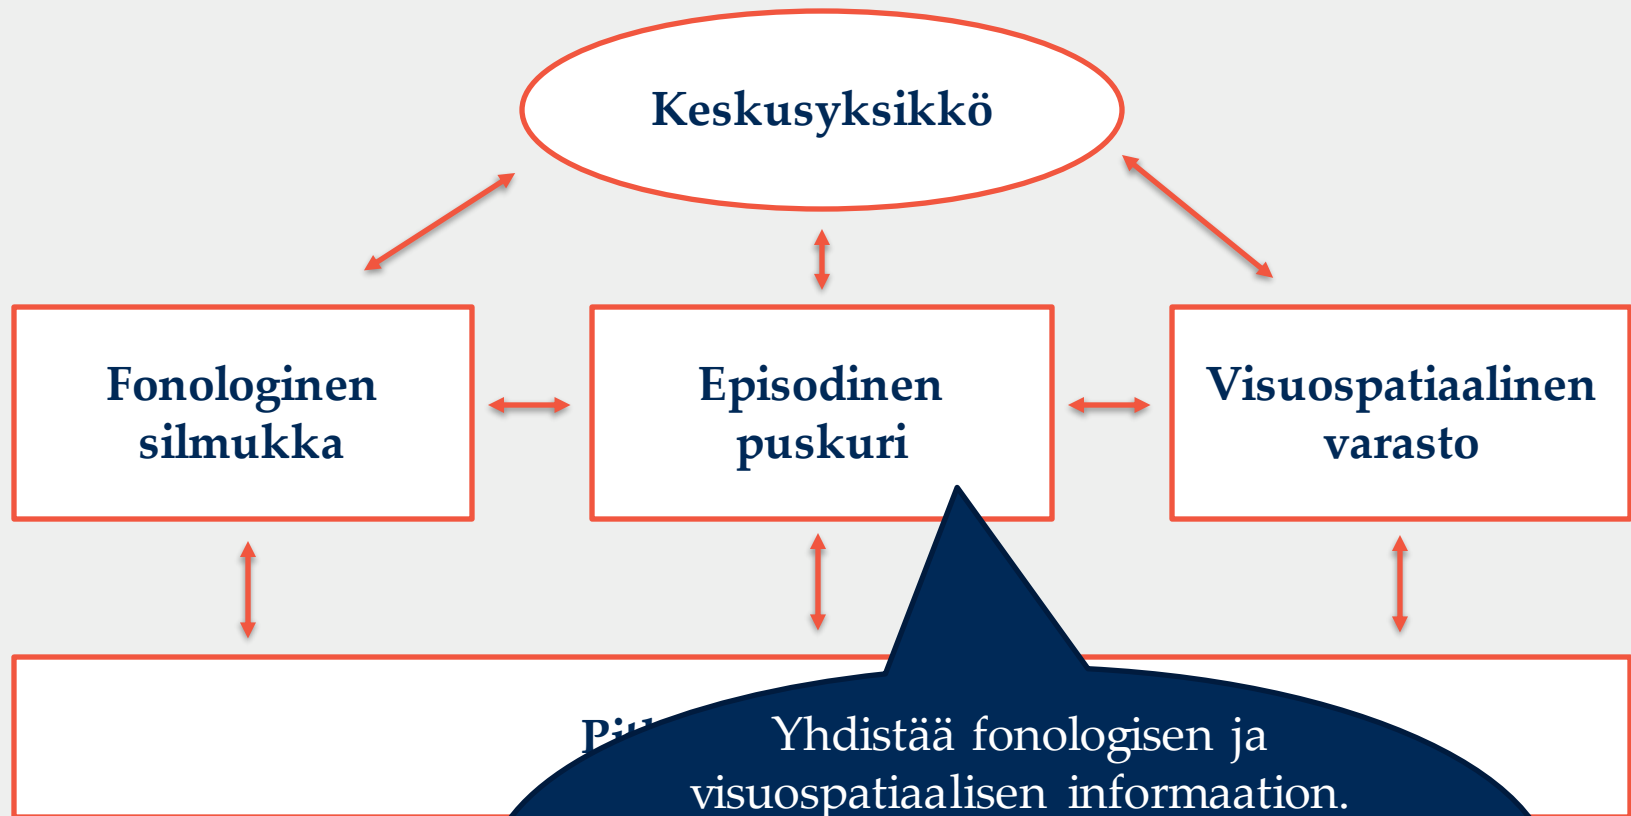 Keskusyksikkö
Fonologinen
silmukka
Episodinen
puskuri
Visuospatiaalinen
varasto
Yhdistää fonologisen ja
visuospatiaalisen informaation.